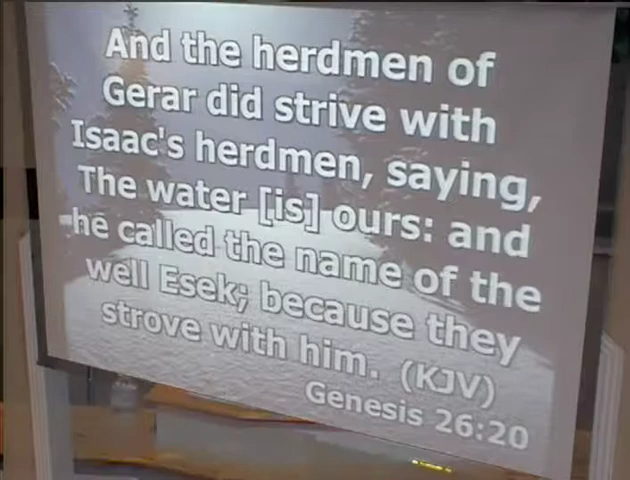 And the herdmen of
Gerar did strive with
Isaac's herdmen, saying,
The water [is] ours: and
he called the name of the
well Esek; because they
strove with him. (KJV)
Genesis 26:20